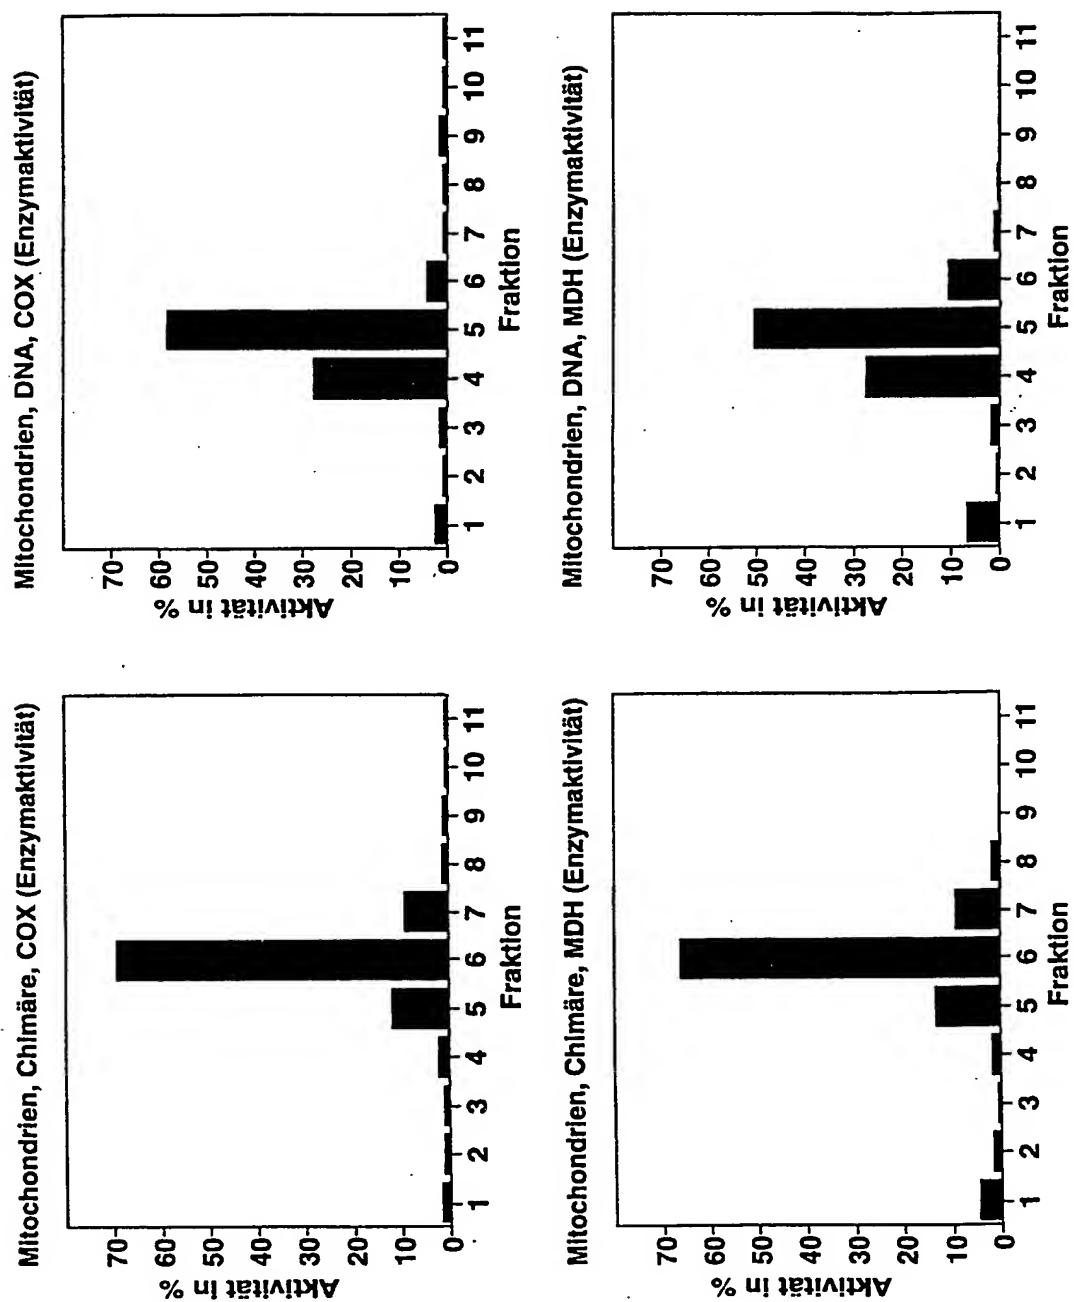 Mitochondrien, Chimäre, COX (Enzymaktivität)
Aktivität in %
70
60
50
40
30
20
10
0
1 2 3 4 5 6 7 8 9 10 11
Fraktion
Mitochondrien, DNA, COX (Enzymaktivität)
Aktivität in %
70
60
50
40
30
20
10
0
1 2 3 4 5 6 7 8 9 10 11
Fraktion
Mitochondrien, Chimäre, MDH (Enzymaktivität)
Aktivität in %
70
60
50
40
30
20
10
0
1 2 3 4 5 6 7 8 9 10 11
Fraktion
Mitochondrien, DNA, MDH (Enzymaktivität)
Aktivität in %
70
60
50
40
30
20
10
0
1 2 3 4 5 6 7 8 9 10 11
Fraktion